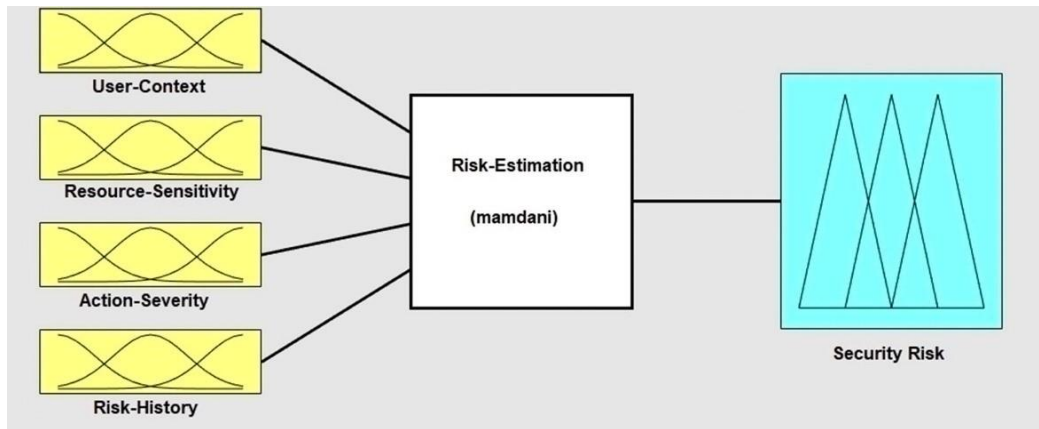 User-Context
Resource-Sensitivity
Action-Severity
Risk-History
Risk-Estimation
(mamdani)
Security Risk